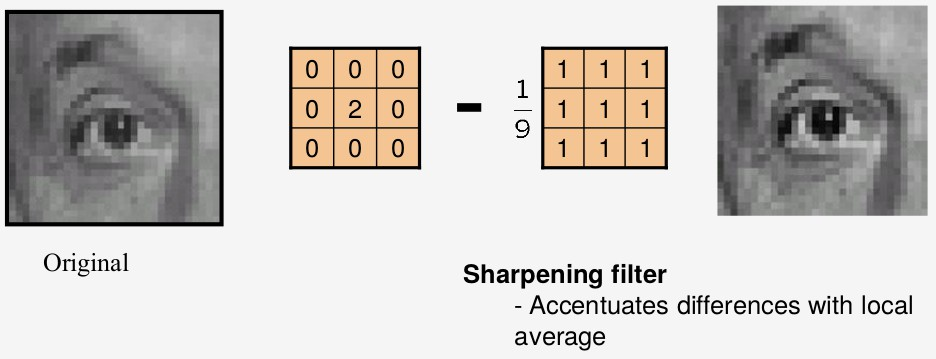 0 0 0
0 2 0
0 0 0
-
1
9
1 1 1
1 1 1
1 1 1
Original
Sharpening filter
- Accentuates differences with local
average